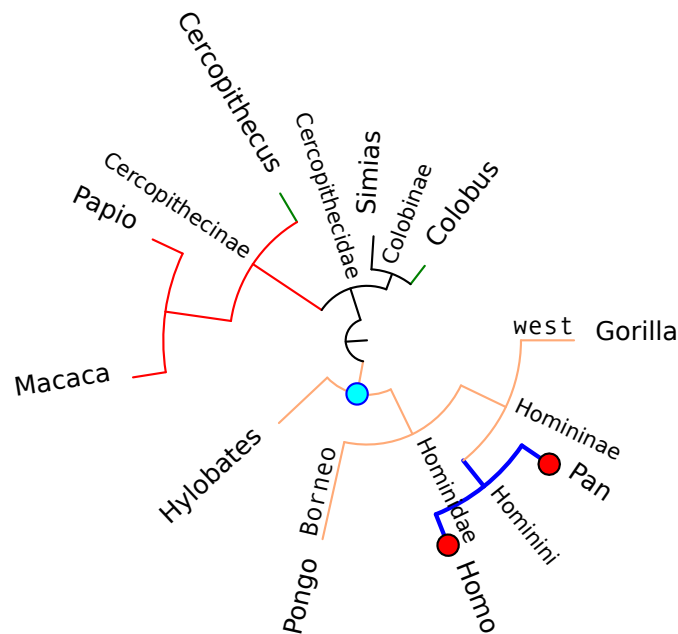 Cercopithecus
Cercopithecidae
Simias
Colobinae
Colobus
Cercopithecinae
Papio
Macaca
west
Gorilla
Homininae
Pan
Hominini
Hominidae
Homo
Borneo
Pongo
Hylobates